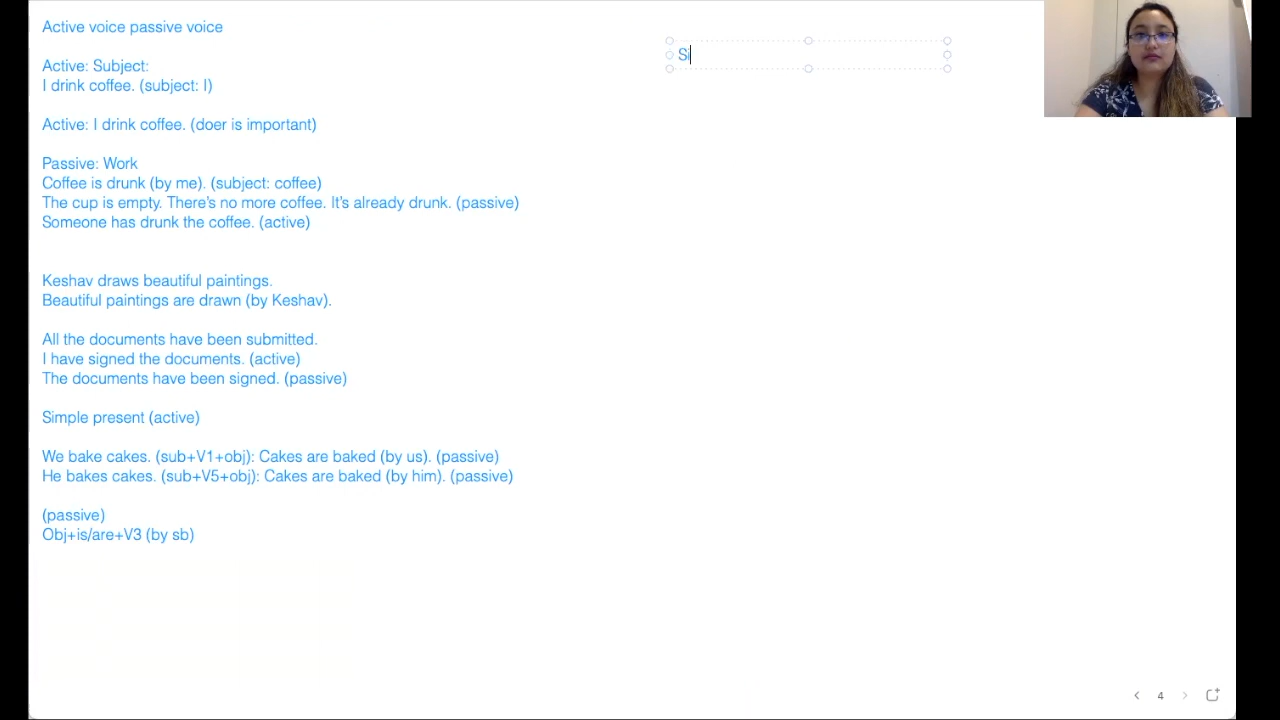 Active voice passive voice
Active: Subject:
I drink coffee. (subject: I)
Active: I drink coffee. (doer is important)
Passive: Work
Coffee is drunk (by me). (subject: coffee)
The cup is empty. There's no more coffee. It's already drunk. (passive)
Someone has drunk the coffee. (active)
Keshav draws beautiful paintings.
Beautiful paintings are drawn (by Keshav).
All the documents have been submitted.
I have signed the documents. (active)
The documents have been signed. (passive)
Simple present (active)
We bake cakes. (sub+V1+obj): Cakes are baked (by us). (passive)
He bakes cakes. (sub+V5+obj): Cakes are baked (by him). (passive)
(passive)
Obj+is/are+V3 (by sb)
Si
4